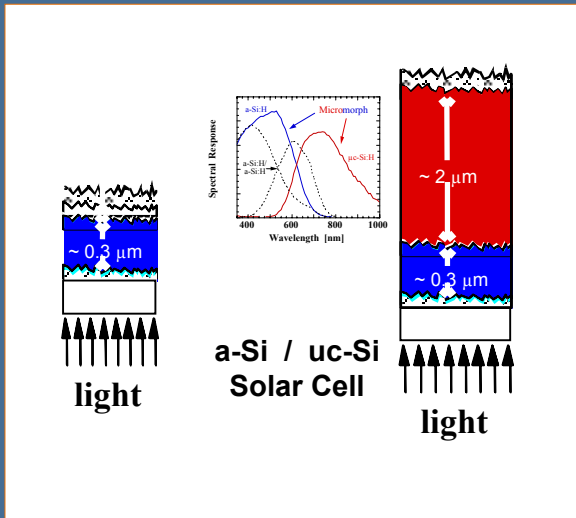 a-Si:H
Micromorph
a-Si:H/
a-Si:H
µc-Si:H
Spectral Response
400 600 800 1000
Wavelength [nm]
~ 0.3 µm
light
a-Si / uc-Si
Solar Cell
~ 2 µm
~ 0.3 µm
light